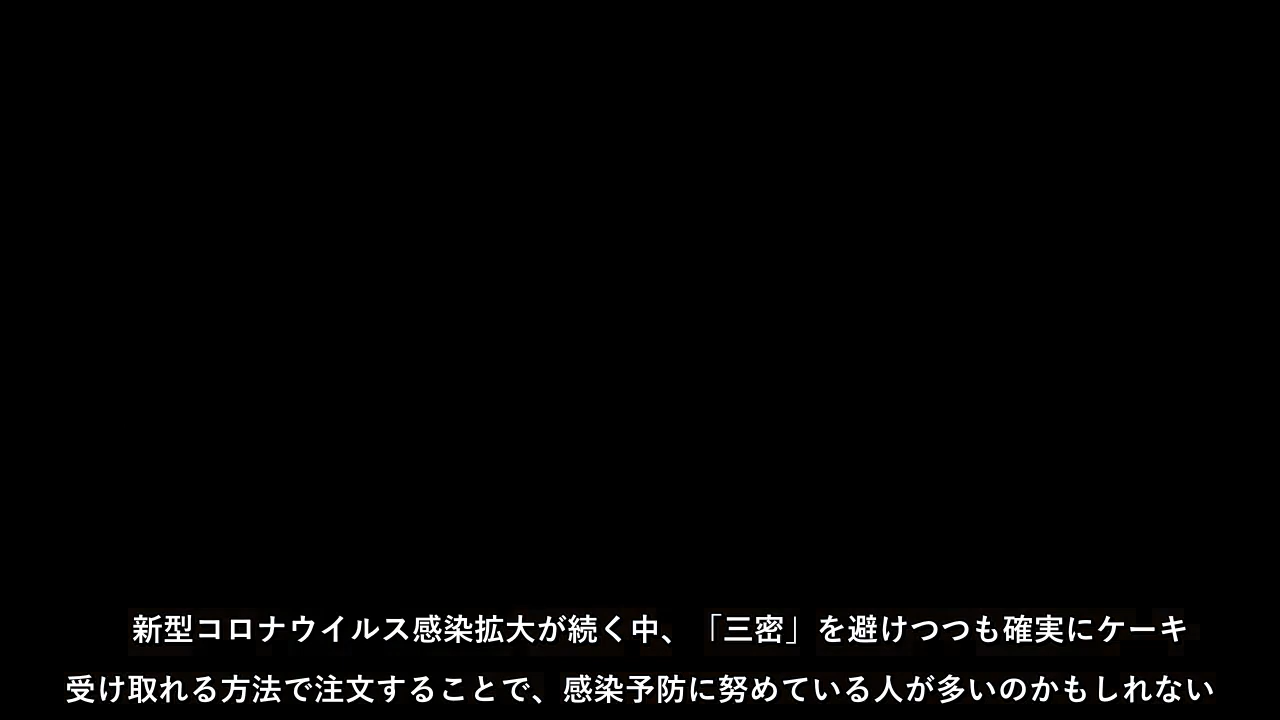 新型コロナウイルス感染拡大が続く中、「三密」を避けつつも確実にケーキ
受け取れる方法で注文することで、感染予防に努めている人が多いのかもしれない